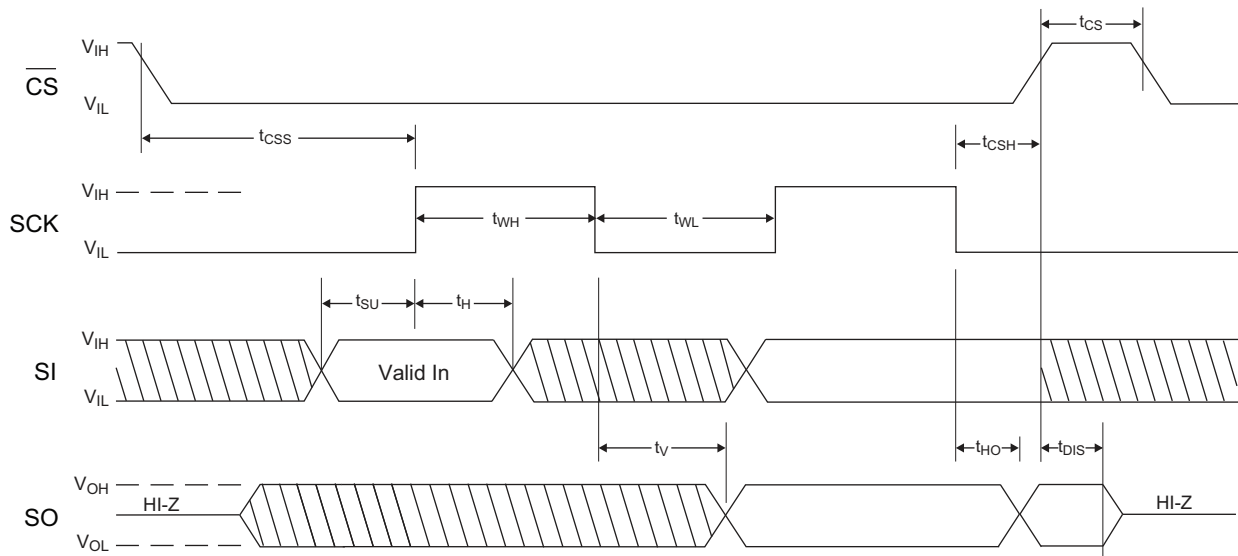 tCS
VIH
CS
VIL
tCSS
tCSH
VIH
tWH
tWL
SCK
VIL
tSU
tH
VIH
SI
Valid In
VIL
tV
tHO
tDIS
VOH
HI-Z
HI-Z
SO
VOL